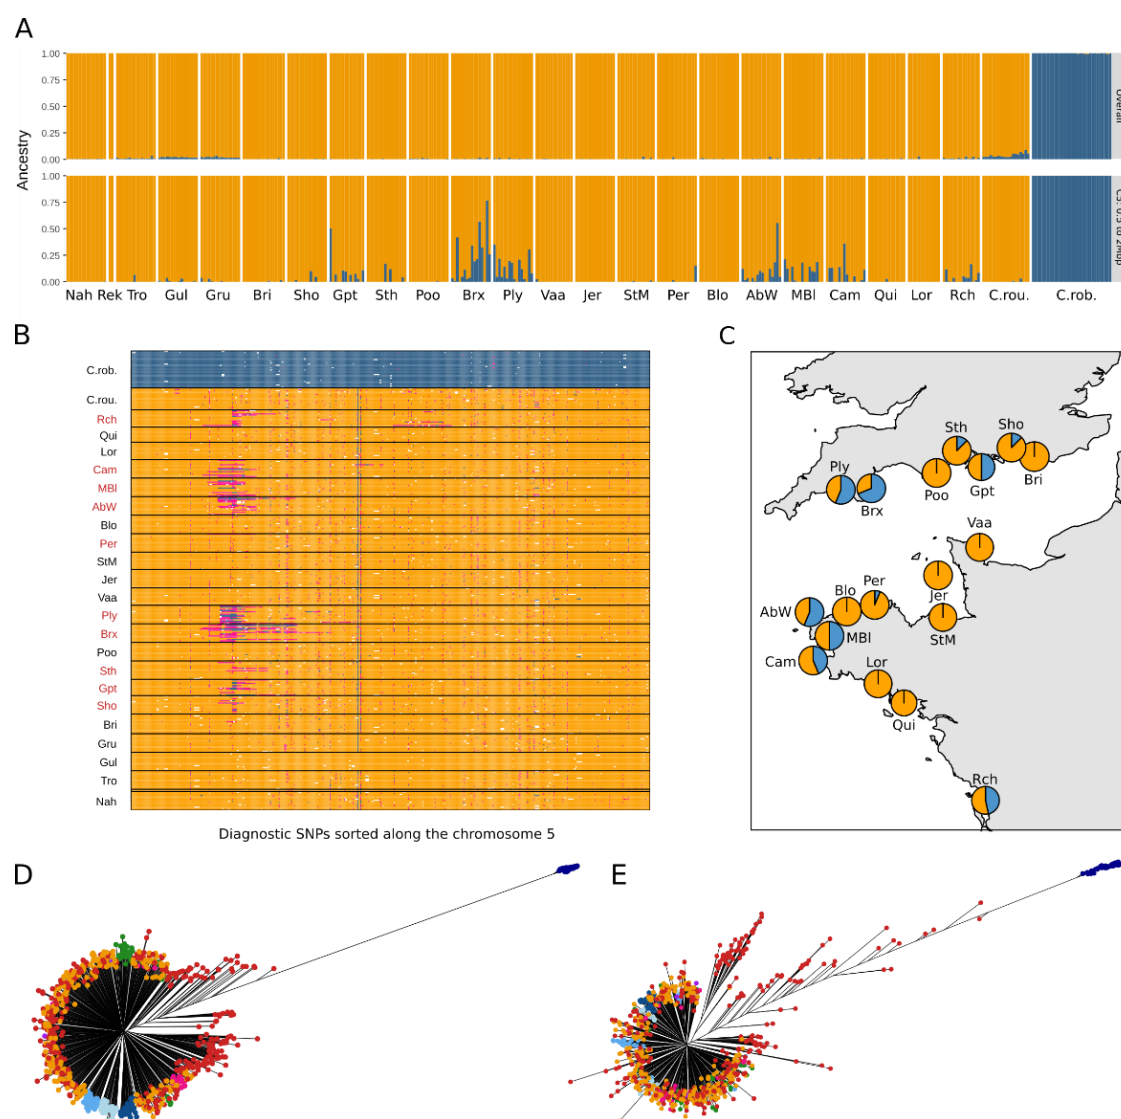 A
1.00
0.75
0.50
0.25
0.00
Overall
1.00
0.75
0.50
0.25
0.00
Ancestry
Nah Rek Tro Gul Gru Bri Sho Gpt Sth Poo Brx Ply Vaa Jer StM Per Blo AbW MBl Cam Qui Lor Rch C.rou. C.rob.
B
C.rob.
C.rou.
Rch
Qui
Lor
Cam
MBl
AbW
Blo
Per
StM
Jer
Vaa
Ply
Brx
Poo
Sth
Gpt
Sho
Bri
Gru
Gul
Tro
Nah
Diagnostic SNPs sorted along the chromosome 5
C
Sth Sho
Ply
Poo Gpt Bri
Brx
Vaa
Blo Per
Jer
AbW
MBl StM
Cam Lor
Qui
Rch
D
E